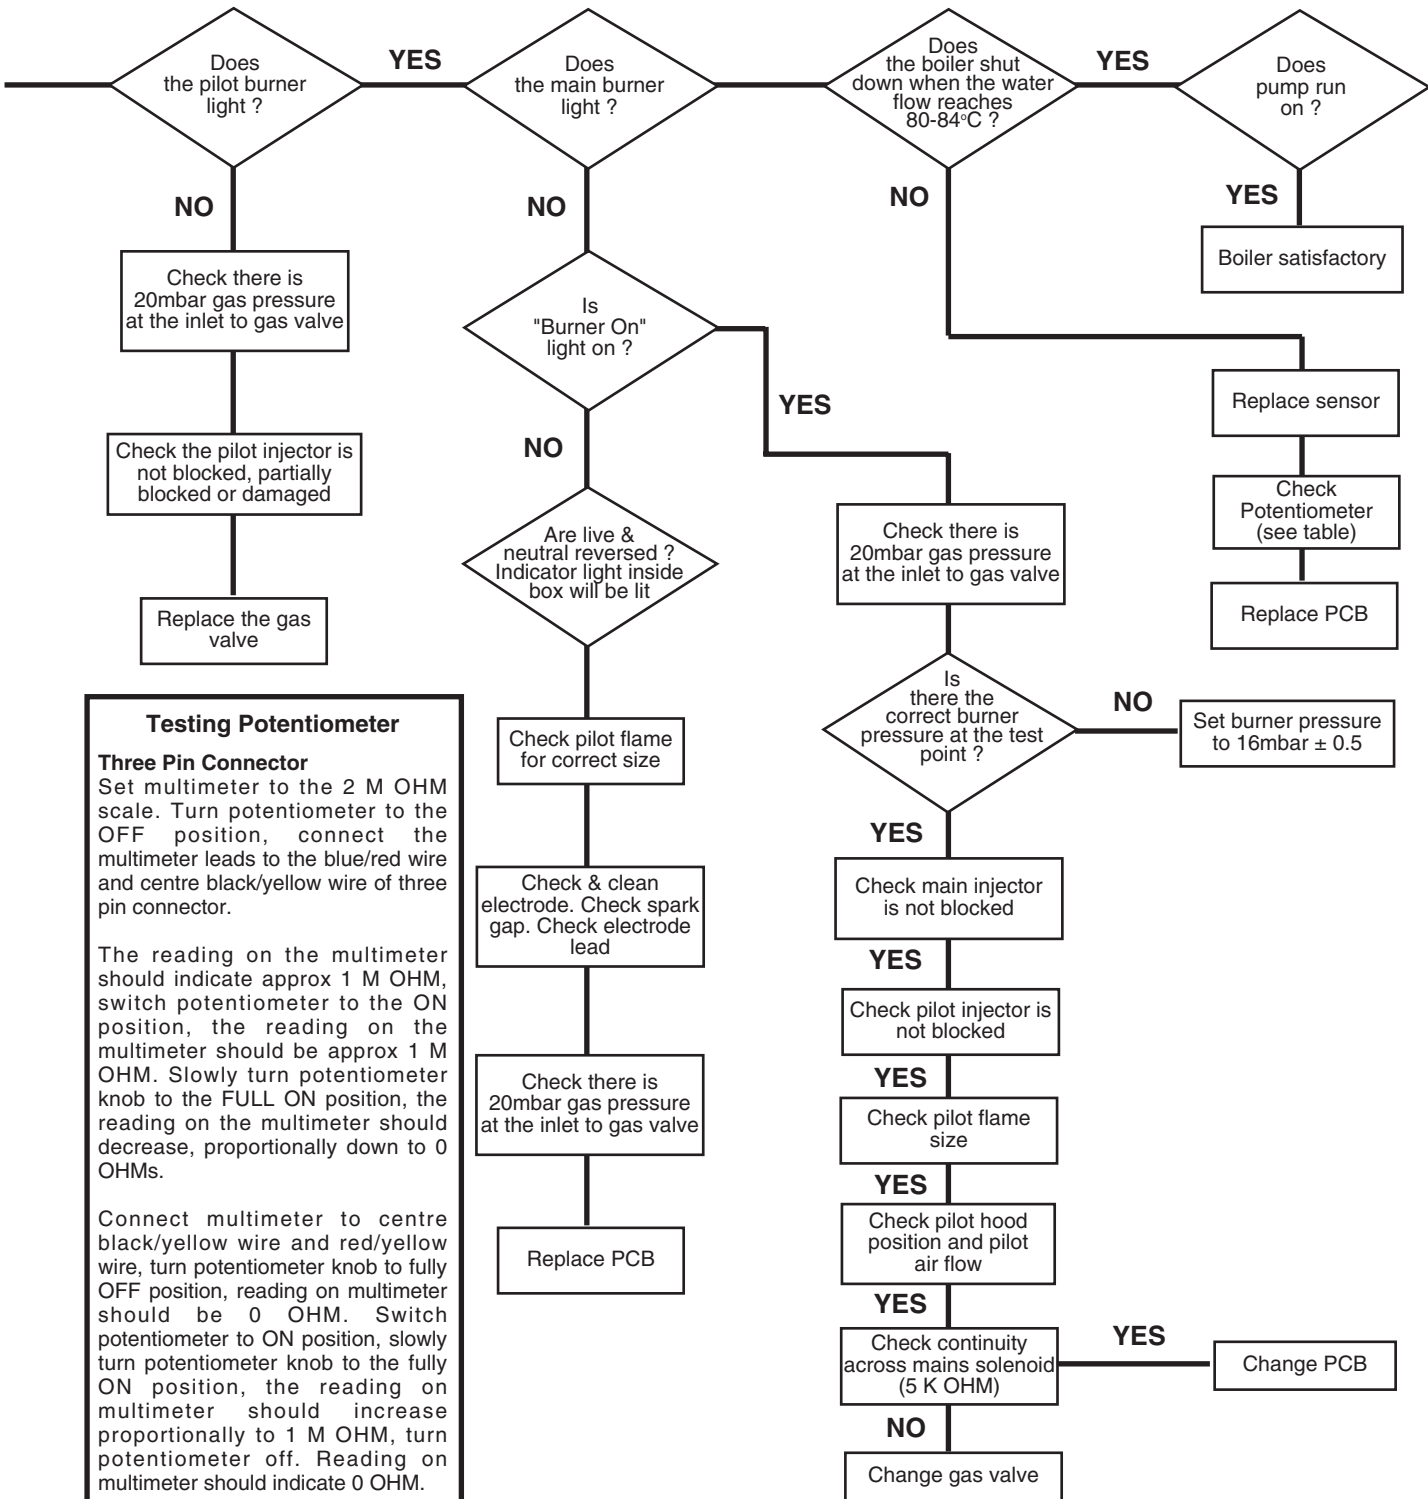 Does
the pilot burner
light ?
YES
Does
the main burner
light ?
Does
the boiler shut
down when the water
flow reaches
80-84°C ?
YES
Does
pump run
on ?
NO
NO
NO
YES
Check there is
20mbar gas pressure
at the inlet to gas valve
Is
"Burner On"
light on ?
Boiler satisfactory
YES
Replace sensor
Check the pilot injector is
not blocked, partially
blocked or damaged
NO
Check
Potentiometer
(see table)
Are live &
neutral reversed ?
Indicator light inside
box will be lit
Check there is
20mbar gas pressure
at the inlet to gas valve
Replace the gas
valve
Replace PCB
Is
there the
correct burner
pressure at the test
point ?
NO
Set burner pressure
to 16mbar ± 0.5
Check pilot flame
for correct size
Testing Potentiometer
Three Pin Connector
Set multimeter to the 2 M OHM
scale. Turn potentiometer to the
OFF position, connect the
multimeter leads to the blue/red wire
and centre black/yellow wire of three
pin connector.
The reading on the multimeter
should indicate approx 1 M OHM,
switch potentiometer to the ON
position, the reading on the
multimeter should be approx 1 M
OHM. Slowly turn potentiometer
knob to the FULL ON position, the
reading on the multimeter should
decrease, proportionally down to 0
OHMs.
Connect multimeter to centre
black/yellow wire and red/yellow
wire, turn potentiometer knob to fully
OFF position, reading on multimeter
should be 0 OHM. Switch
potentiometer to ON position, slowly
turn potentiometer knob to the fully
ON position, the reading on
multimeter should increase
proportionally to 1 M OHM, turn
potentiometer off. Reading on
multimeter should indicate 0 OHM.
Check & clean
electrode. Check spark
gap. Check electrode
lead
Check there is
20mbar gas pressure
at the inlet to gas valve
Replace PCB
YES
Check main injector
is not blocked
YES
Check pilot injector is
not blocked
YES
Check pilot flame
size
YES
Check pilot hood
position and pilot
air flow
YES
Check continuity
across mains solenoid
(5 K OHM)
YES
Change PCB
NO
Change gas valve